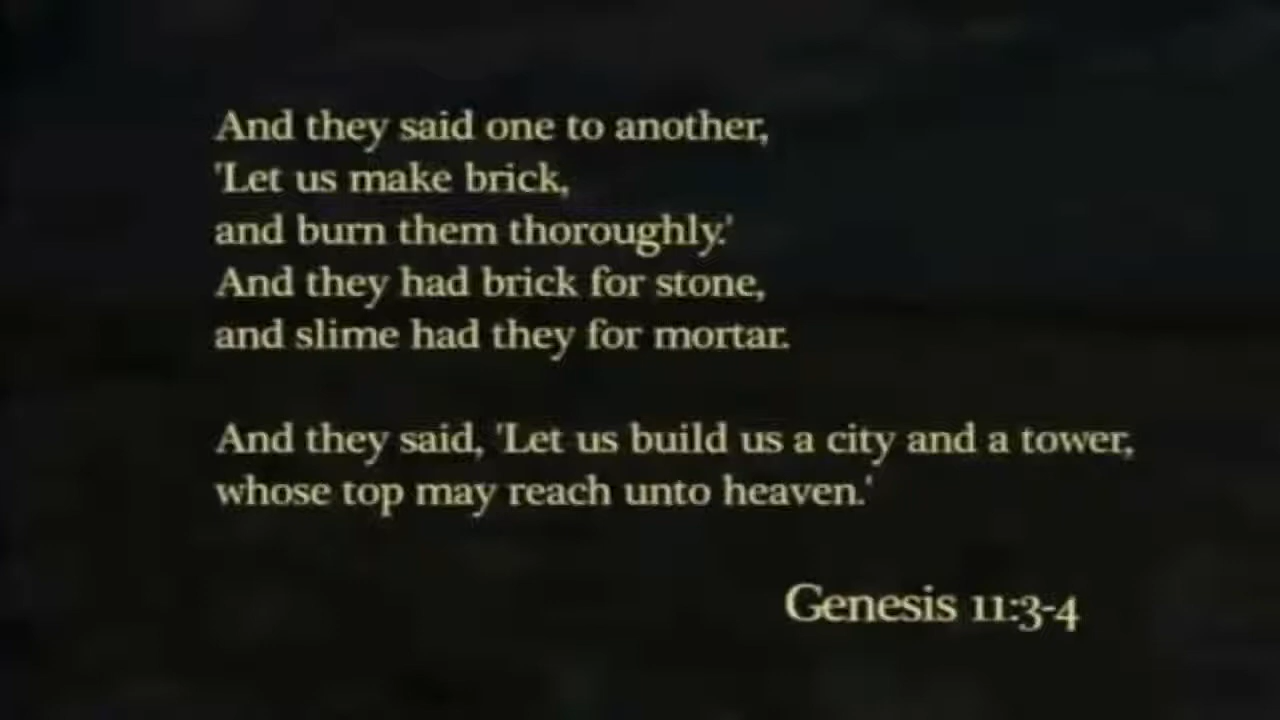 And they said one to another,
'Let us make brick,
and burn them thoroughly.'
And they had brick for stone,
and slime had they for mortar.
And they said, 'Let us build us a city and a tower,
whose top may reach unto heaven.'
Genesis 11:3-4